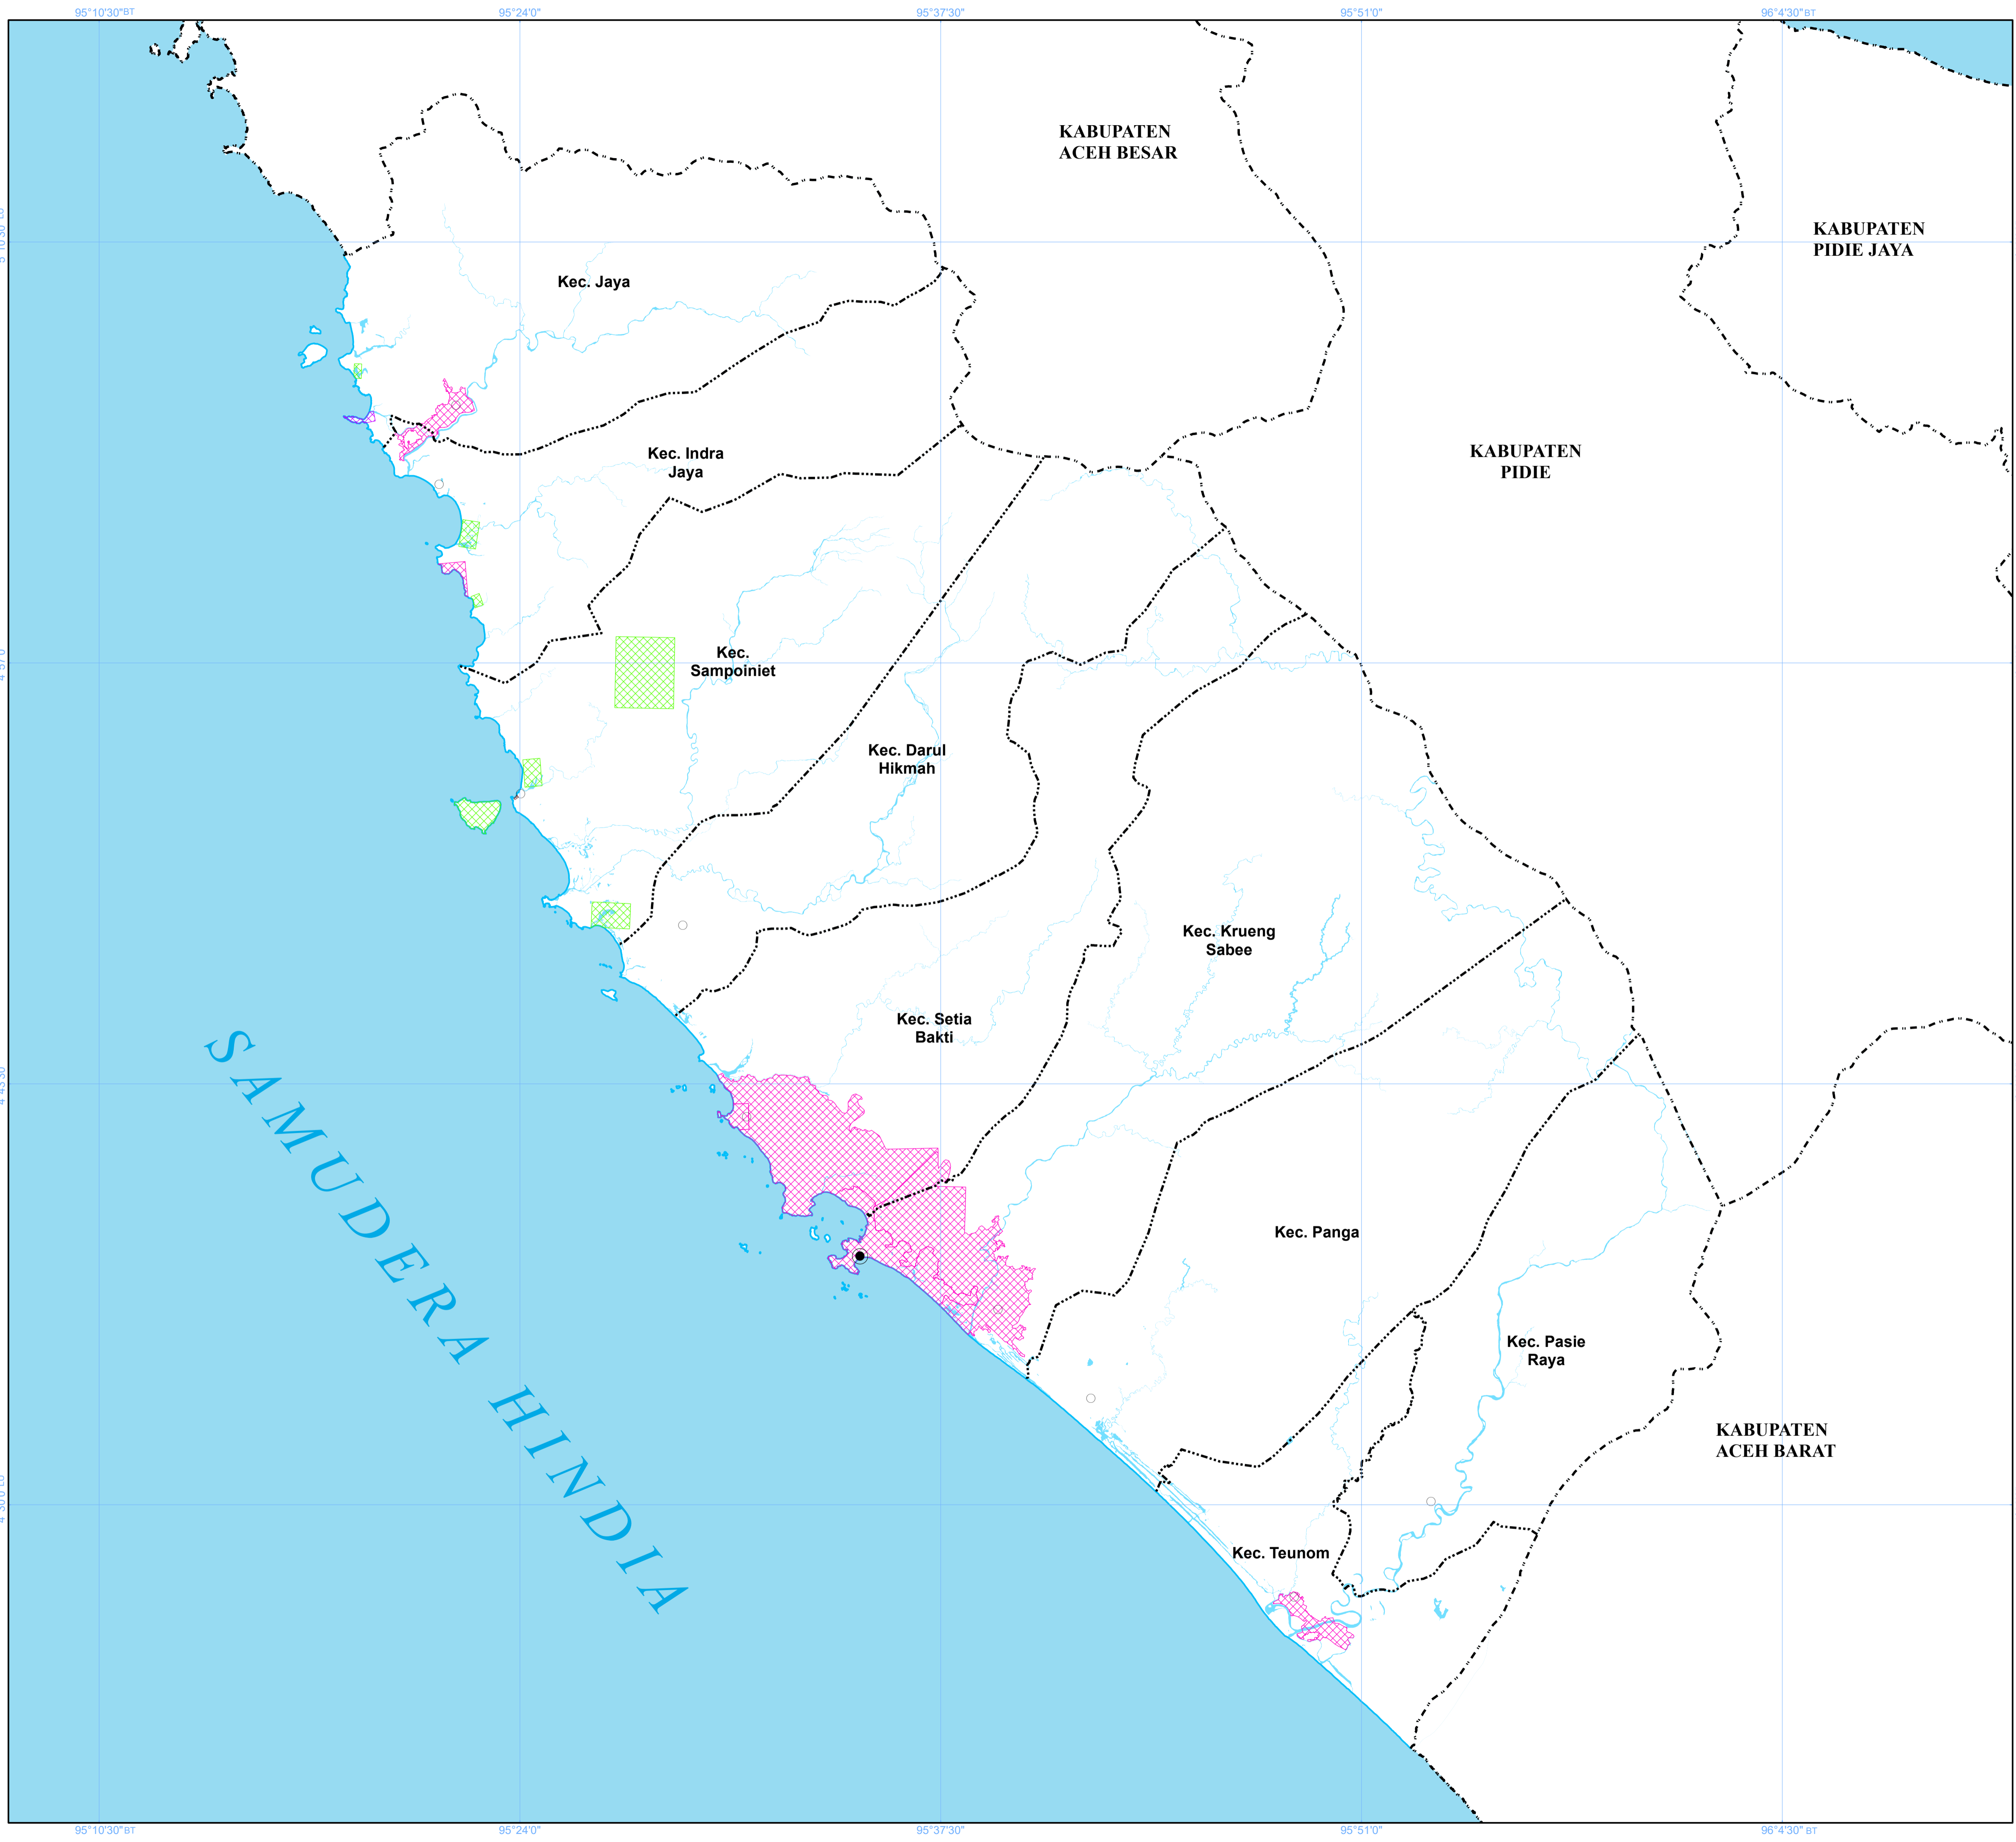 95°10'30"BT
95°24'0"
95°37'30"
95°51'0"
96°4'30"BT
KABUPATEN
ACEH BESAR
KABUPATEN
PIDIE JAYA
Kec. Jaya
Kec. Indra
Jaya
KABUPATEN
PIDIE
Kec.
Sampoiniet
Kec. Darul
Hikmah
Kec. Krueng
Sabee
Kec. Setia
Bakti
SAMUDERA HINDIA
Kec. Panga
Kec. Pasie
Raya
KABUPATEN
ACEH BARAT
Kec. Teunom
95°10'30"BT
95°24'0"
95°37'30"
95°51'0"
96°4'30" BT